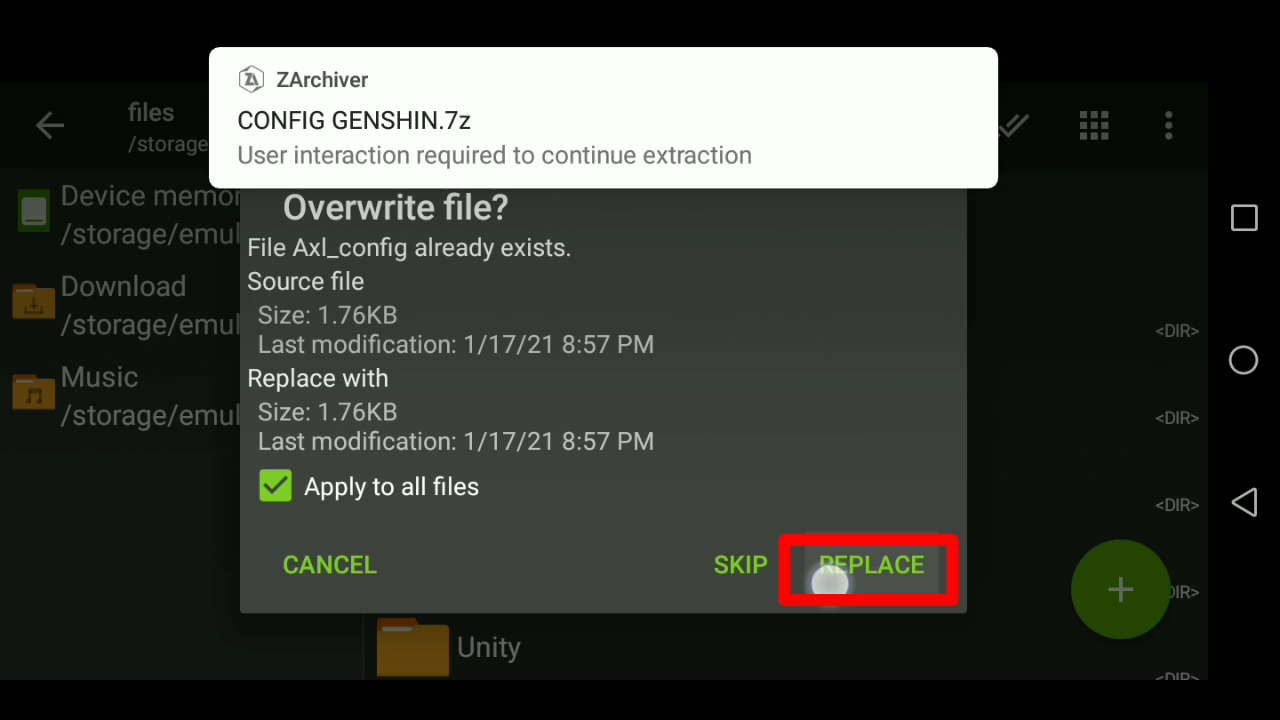 ZArchiver
CONFIG GENSHIN.7z
User interaction required to continue extraction
files
/storage
Device memor
/storage/emul
Download
/storage/emul
Music
/storage/emul
Overwrite file?
File Axl_config already exists.
Source file
Size: 1.76KB
Last modification: 1/17/21 8:57 PM
Replace with
Size: 1.76KB
Last modification: 1/17/21 8:57 PM
Apply to all files
CANCEL
SKIP
REPLACE
<DIR>
<DIR>
<DIR>
DIR>
Unity
<DIR>